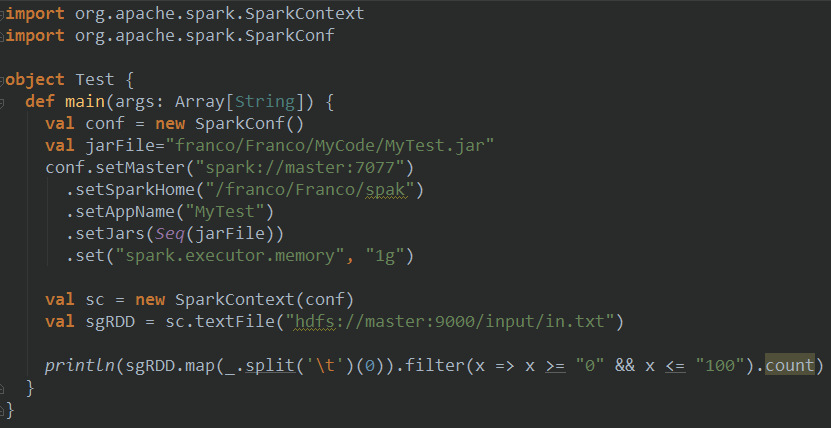 import org.apache.spark.SparkContext
import org.apache.spark.SparkConf
object Test {
def main(args: Array[String]) {
val conf = new SparkConf()
val jarFile="franco/Franco/MyCode/MyTest.jar"
conf.setMaster("spark://master:7077")
.setSparkHome("/franco/Franco/spak")
.setAppName("MyTest")
.setJars(Seq(jarFile))
.set("spark.executor.memory", "1g")
val sc = new SparkContext(conf)
val sgRDD = sc.textFile("hdfs://master:9000/input/in.txt")
println(sgRDD.map(_.split('\t')(0)).filter(x => x >= "0" && x <= "100").count)
}
}